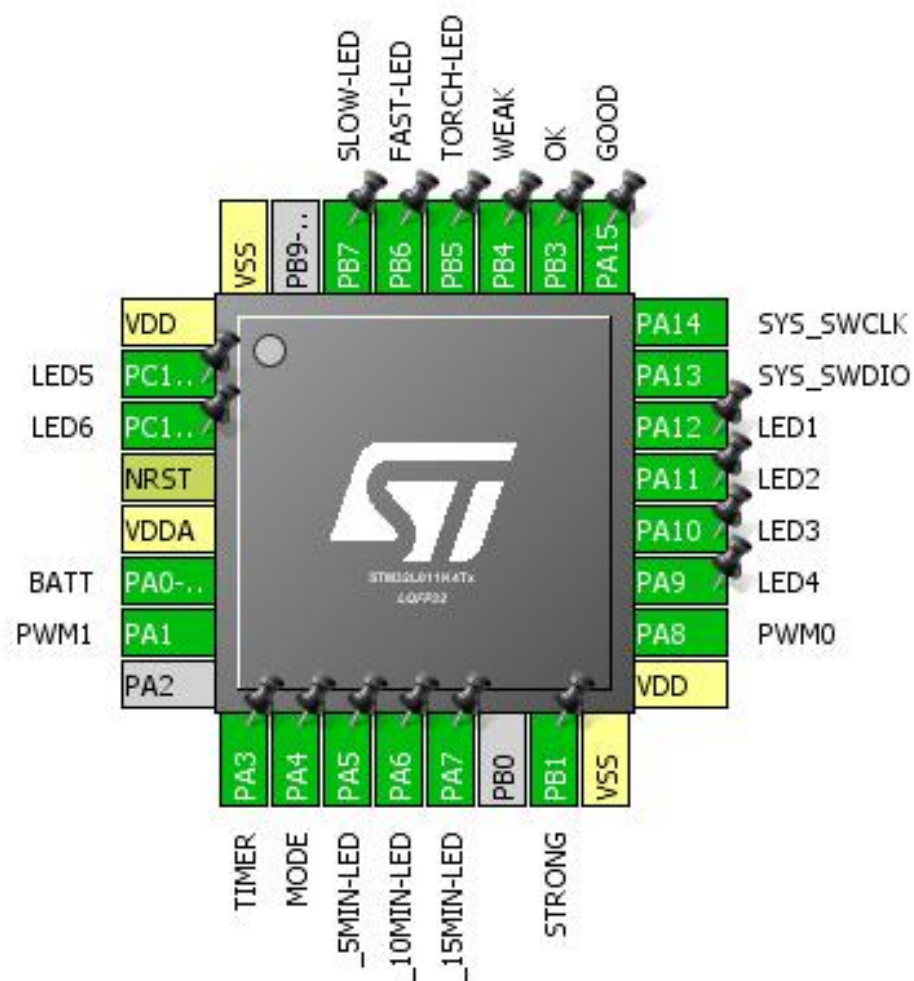 SLOW-LED
FAST-LED
TORCH-LED
WEAK
OK
GOOD
VSS
PB9-..
PB7
PB6
PB5
PB4
PB3
PA15
VDD
LED5 PC1..
LED6 PC1..
NRST
VDDA
BATT PA0-..
PWM1 PA1
PA2
PA14 SYS_SWCLK
PA13 SYS_SWDIO
PA12 LED1
PA11 LED2
PA10 LED3
PA9 LED4
PA8 PWM0
VDD
ST
STM32L011K4Tx
LQFP32
PA3
PA4
PA5
PA6
PA7
PB0
PB1
VSS
TIMER
MODE
_5MIN-LED
_10MIN-LED
_15MIN-LED
STRONG